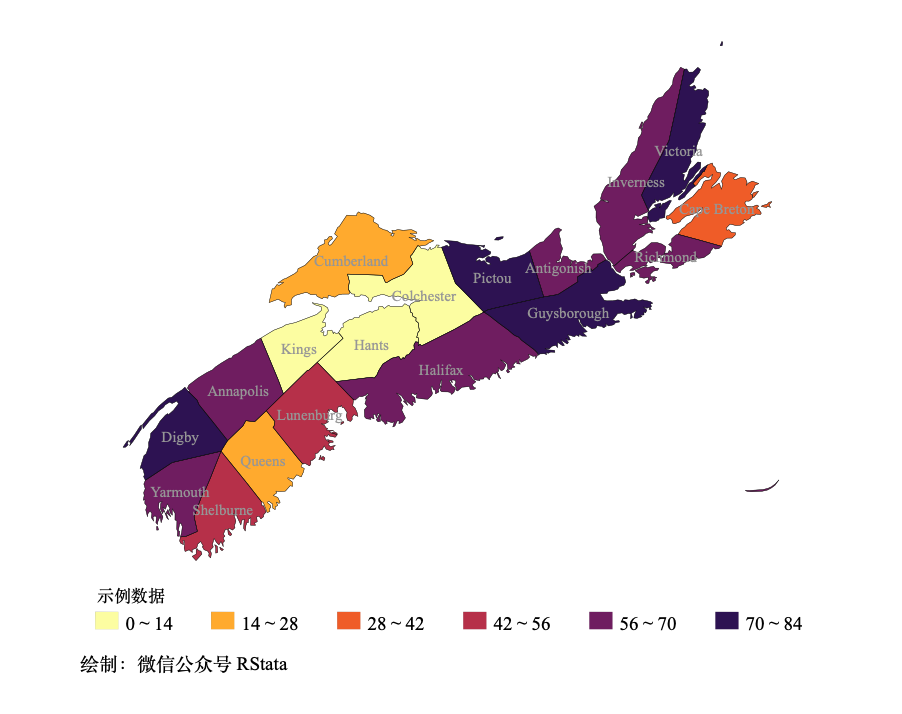 Victoria
Inverness
Cape Breton
Cumberland
Richmond
Antigonish
Pictou
Colchester
Guysborough
Kings
Hants
Halifax
Annapolis
Lunenburg
Digby
Queens
Yarmouth
Shelburne
示例数据
0 ~ 14 14 ~ 28 28 ~ 42 42 ~ 56 56 ~ 70 70 ~ 84
绘制：微信公众号 RStata